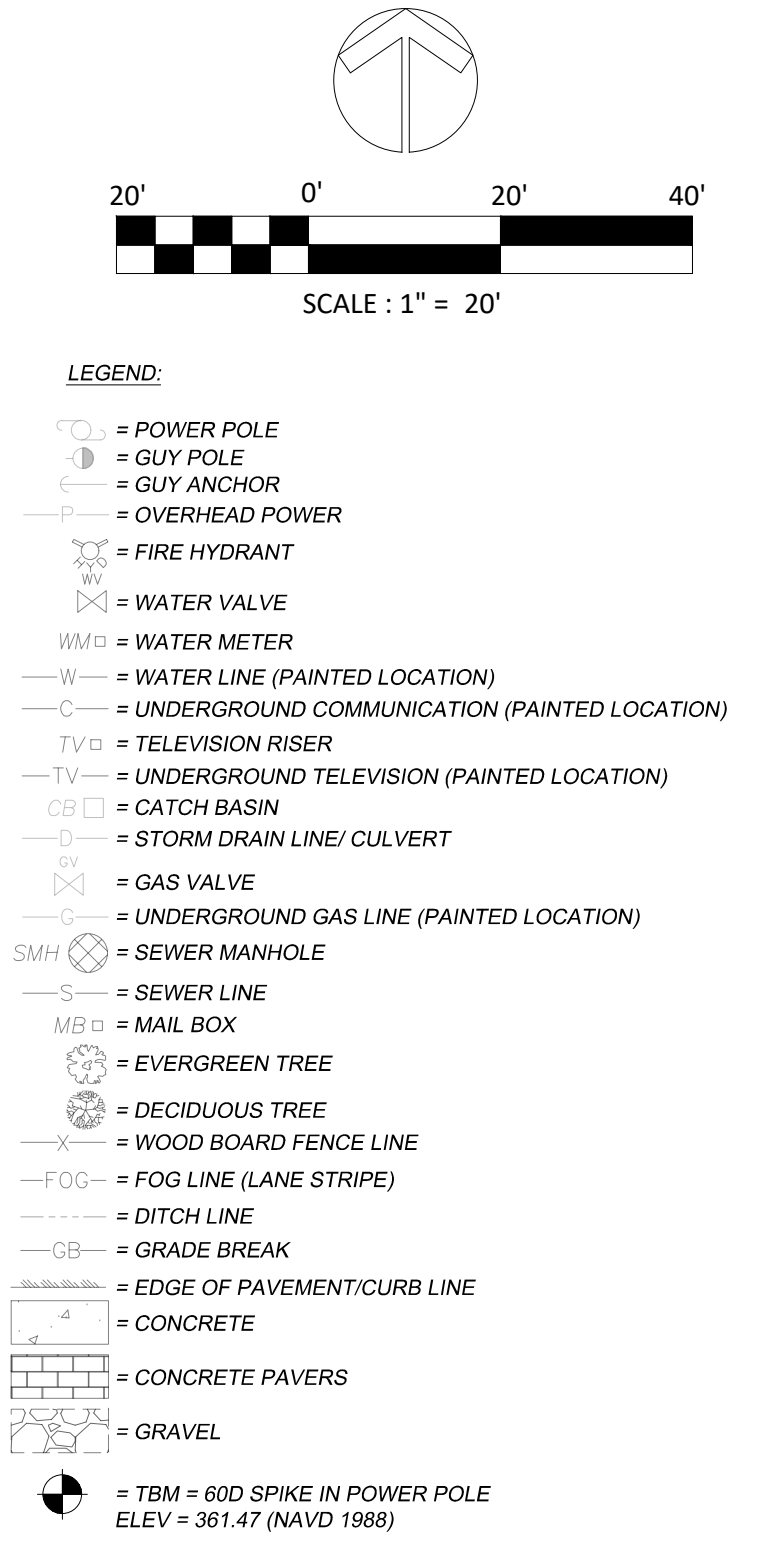 20' 0' 20' 40'
SCALE : 1" = 20'
LEGEND:
= POWER POLE
= GUY POLE
= GUY ANCHOR
P = OVERHEAD POWER
HYD = FIRE HYDRANT
WV
= WATER VALVE
WM = WATER METER
W = WATER LINE (PAINTED LOCATION)
C = UNDERGROUND COMMUNICATION (PAINTED LOCATION)
TV = TELEVISION RISER
TV = UNDERGROUND TELEVISION (PAINTED LOCATION)
CB = CATCH BASIN
D = STORM DRAIN LINE/ CULVERT
GV
= GAS VALVE
G = UNDERGROUND GAS LINE (PAINTED LOCATION)
SMH = SEWER MANHOLE
S = SEWER LINE
MB = MAIL BOX
= EVERGREEN TREE
= DECIDUOUS TREE
X = WOOD BOARD FENCE LINE
FOG = FOG LINE (LANE STRIPE)
= DITCH LINE
GB = GRADE BREAK
= EDGE OF PAVEMENT/CURB LINE
= CONCRETE
= CONCRETE PAVERS
= GRAVEL
= TBM = 60D SPIKE IN POWER POLE
ELEV = 361.47 (NAVD 1988)